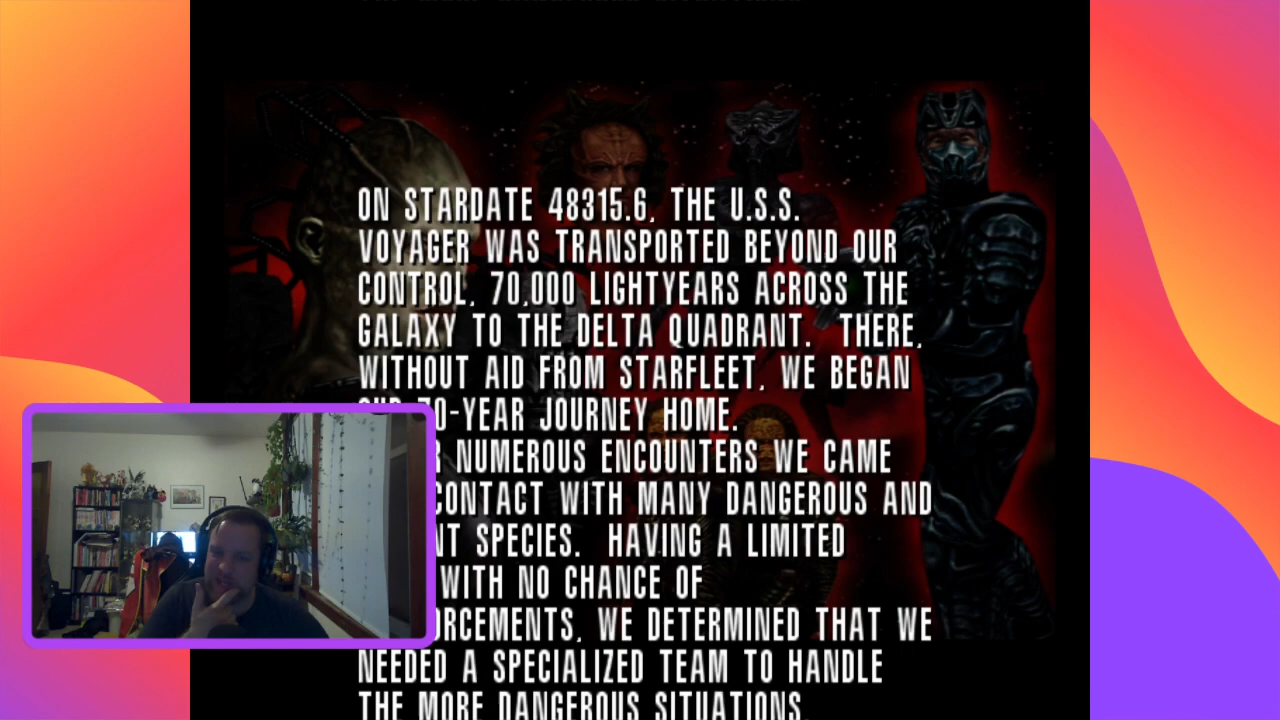 ON STARDATE 48315.6, THE U.S.S.
VOYAGER WAS TRANSPORTED BEYOND OUR
CONTROL, 70,000 LIGHTYEARS ACROSS THE
GALAXY TO THE DELTA QUADRANT. THERE,
WITHOUT AID FROM STARFLEET, WE BEGAN
OUR 70-YEAR JOURNEY HOME.
NUMEROUS ENCOUNTERS WE CAME
CONTACT WITH MANY DANGEROUS AND
SPECIES. HAVING A LIMITED
WITH NO CHANCE OF
WE DETERMINED THAT WE
NEEDED A SPECIALIZED TEAM TO HANDLE
THE MORE DANGEROUS SITUATIONS.